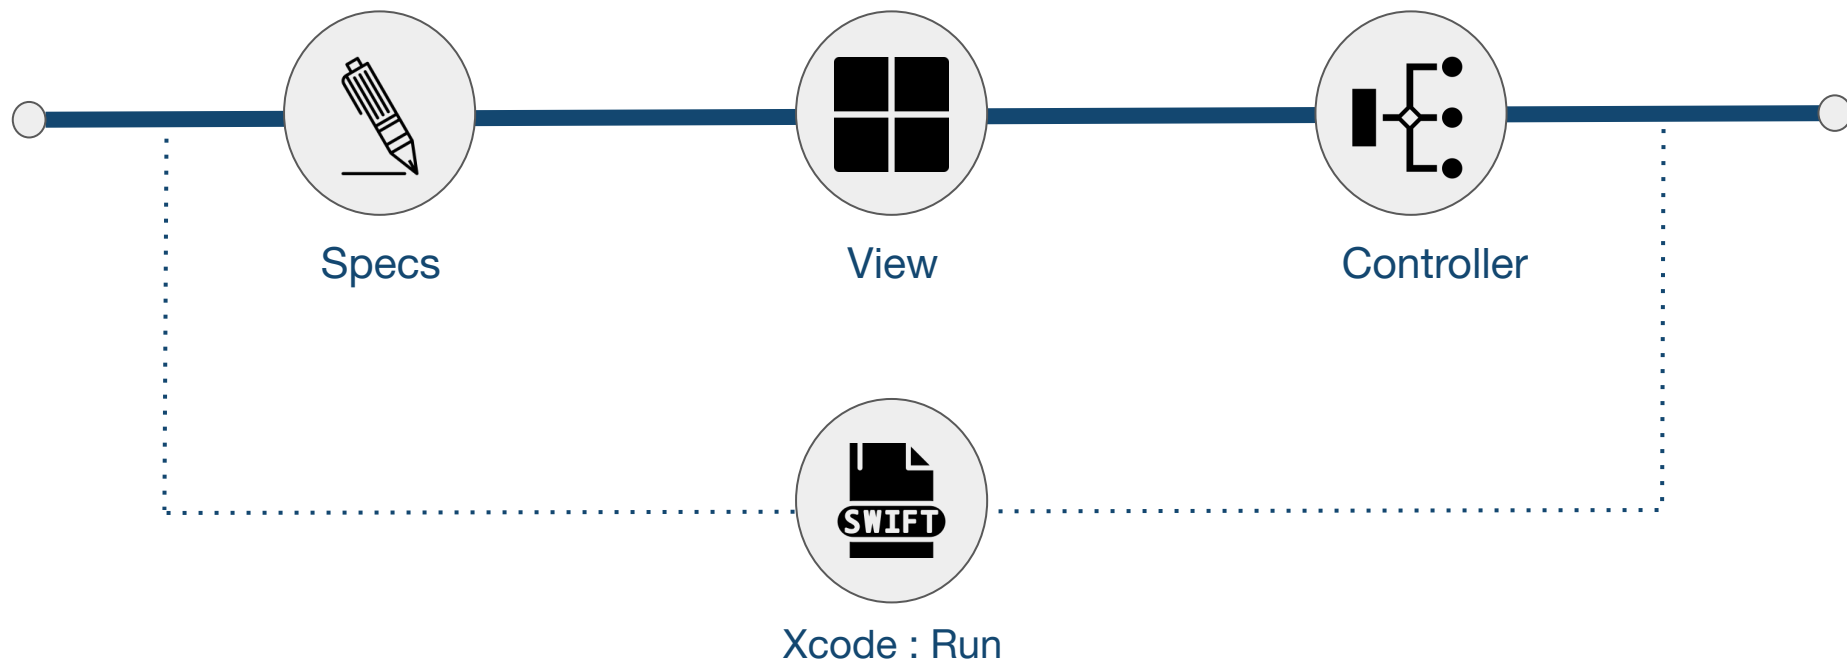 Specs
View
Controller
SWIFT
Xcode : Run